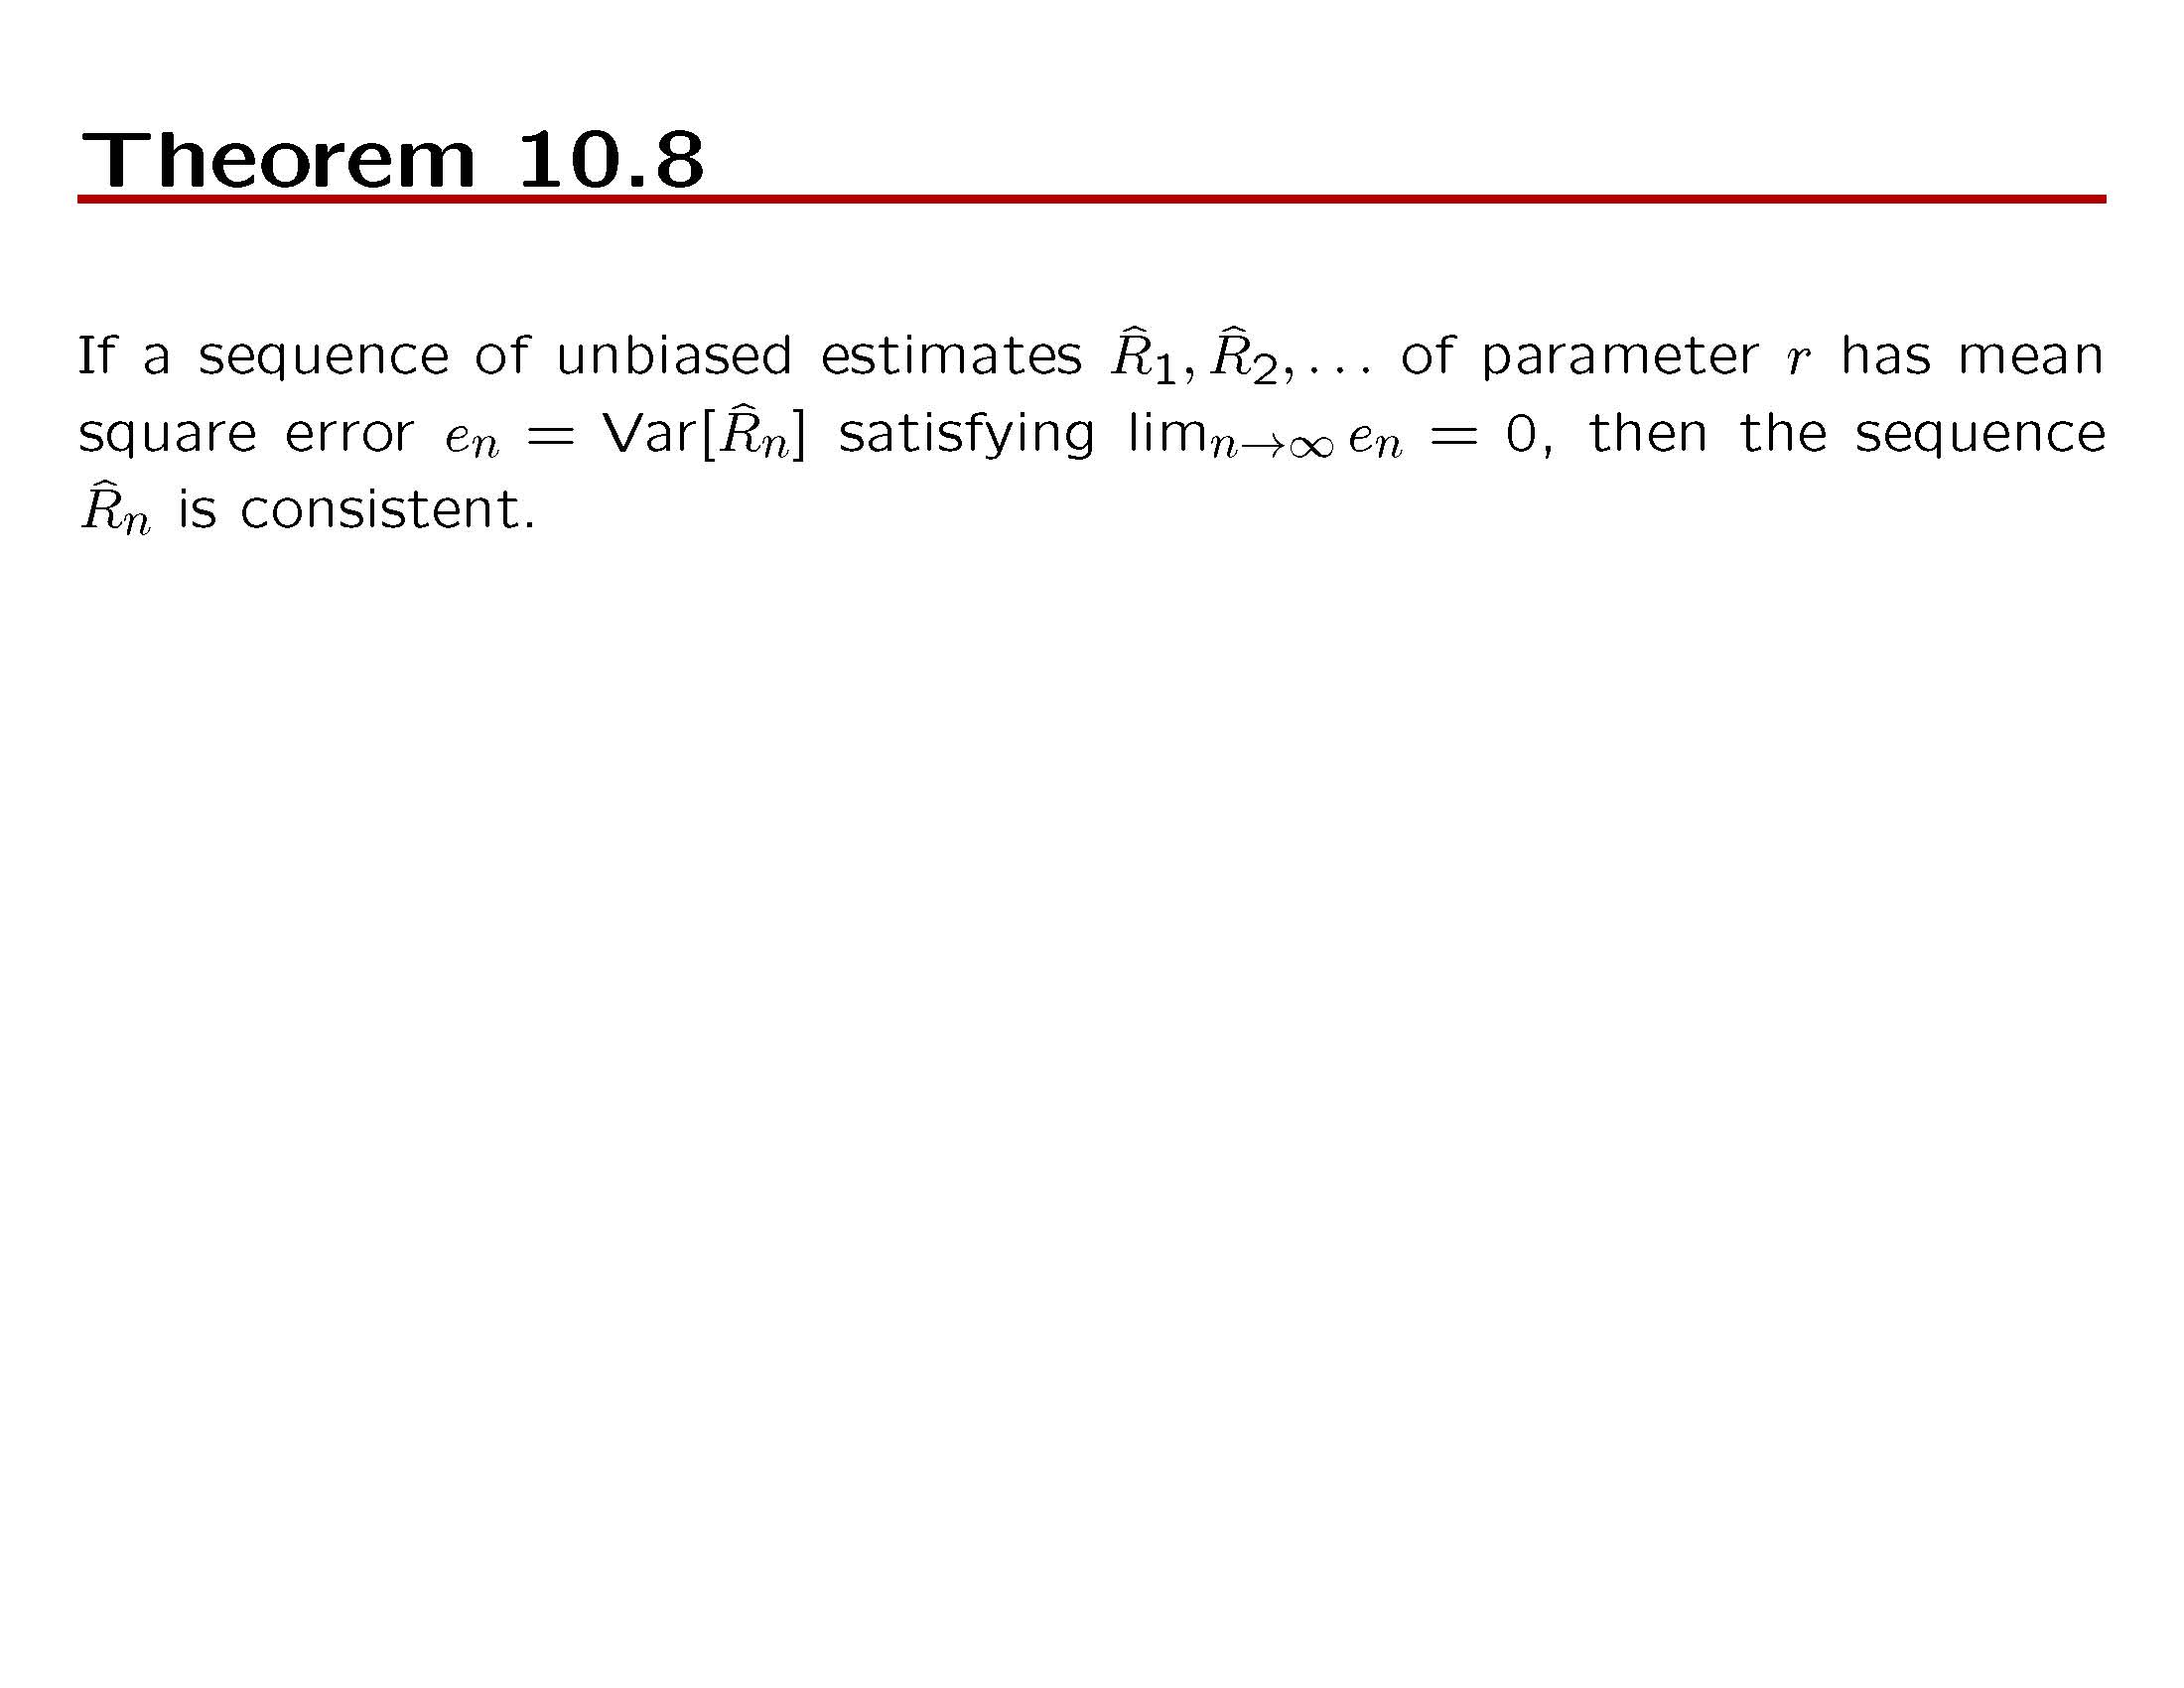 Theorem 10.8
If a sequence of unbiased estimates R̂₁, R̂₂, . . . of parameter r has mean
square error eₙ = Var[R̂ₙ] satisfying limₙ→∞ eₙ = 0, then the sequence
R̂ₙ is consistent.